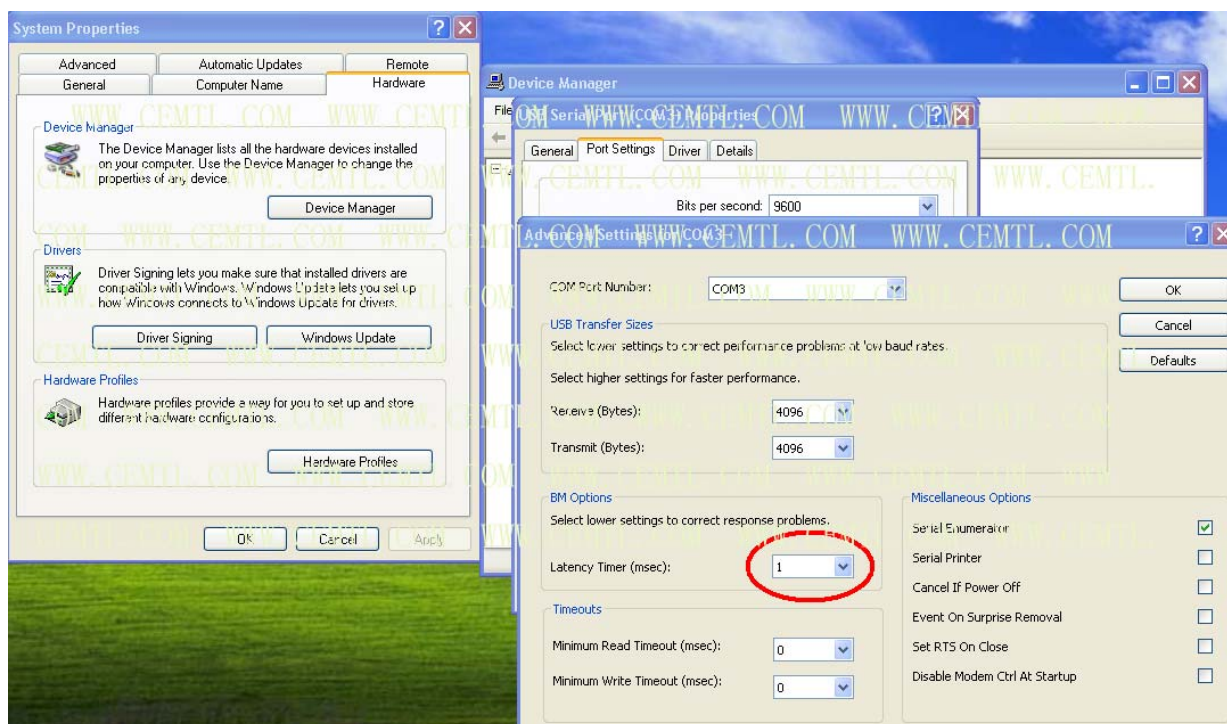 System Properties
Advanced
Automatic Updates
Remote
General
Computer Name
Hardware
Device Manager
The Device Manager lists all the hardware devices installed
on your computer. Use the Device Manager to change the
properties of any device.
Device Manager
Drivers
Driver Signing lets you make sure that installed drivers are
compatible with Windows. Windows Update lets you set up
how Windows connects to Windows Update for drivers.
Driver Signing
Windows Update
Hardware Profiles
Hardware profiles provide a way for you to set up and store
different hardware configurations.
Hardware Profiles
OK
Cancel
Apply
Device Manager
File
USB Serial Port (COM3) Properties
General
Port Settings
Driver
Details
Bits per second: 9600
Advanced Settings for COM3
COM Port Number: COM3
OK
Cancel
Defaults
USB Transfer Sizes
Select lower settings to correct performance problems at low baud rates.
Select higher settings for faster performance.
Receive (Bytes): 4096
Transmit (Bytes): 4096
BM Options
Select lower settings to correct response problems.
Latency Timer (msec): 1
Timeouts
Minimum Read Timeout (msec): 0
Minimum Write Timeout (msec): 0
Miscellaneous Options
Serial Enumerator
Serial Printer
Cancel If Power Off
Event On Surprise Removal
Set RTS On Close
Disable Modem Ctrl At Startup
WWW. CEMTL. COM